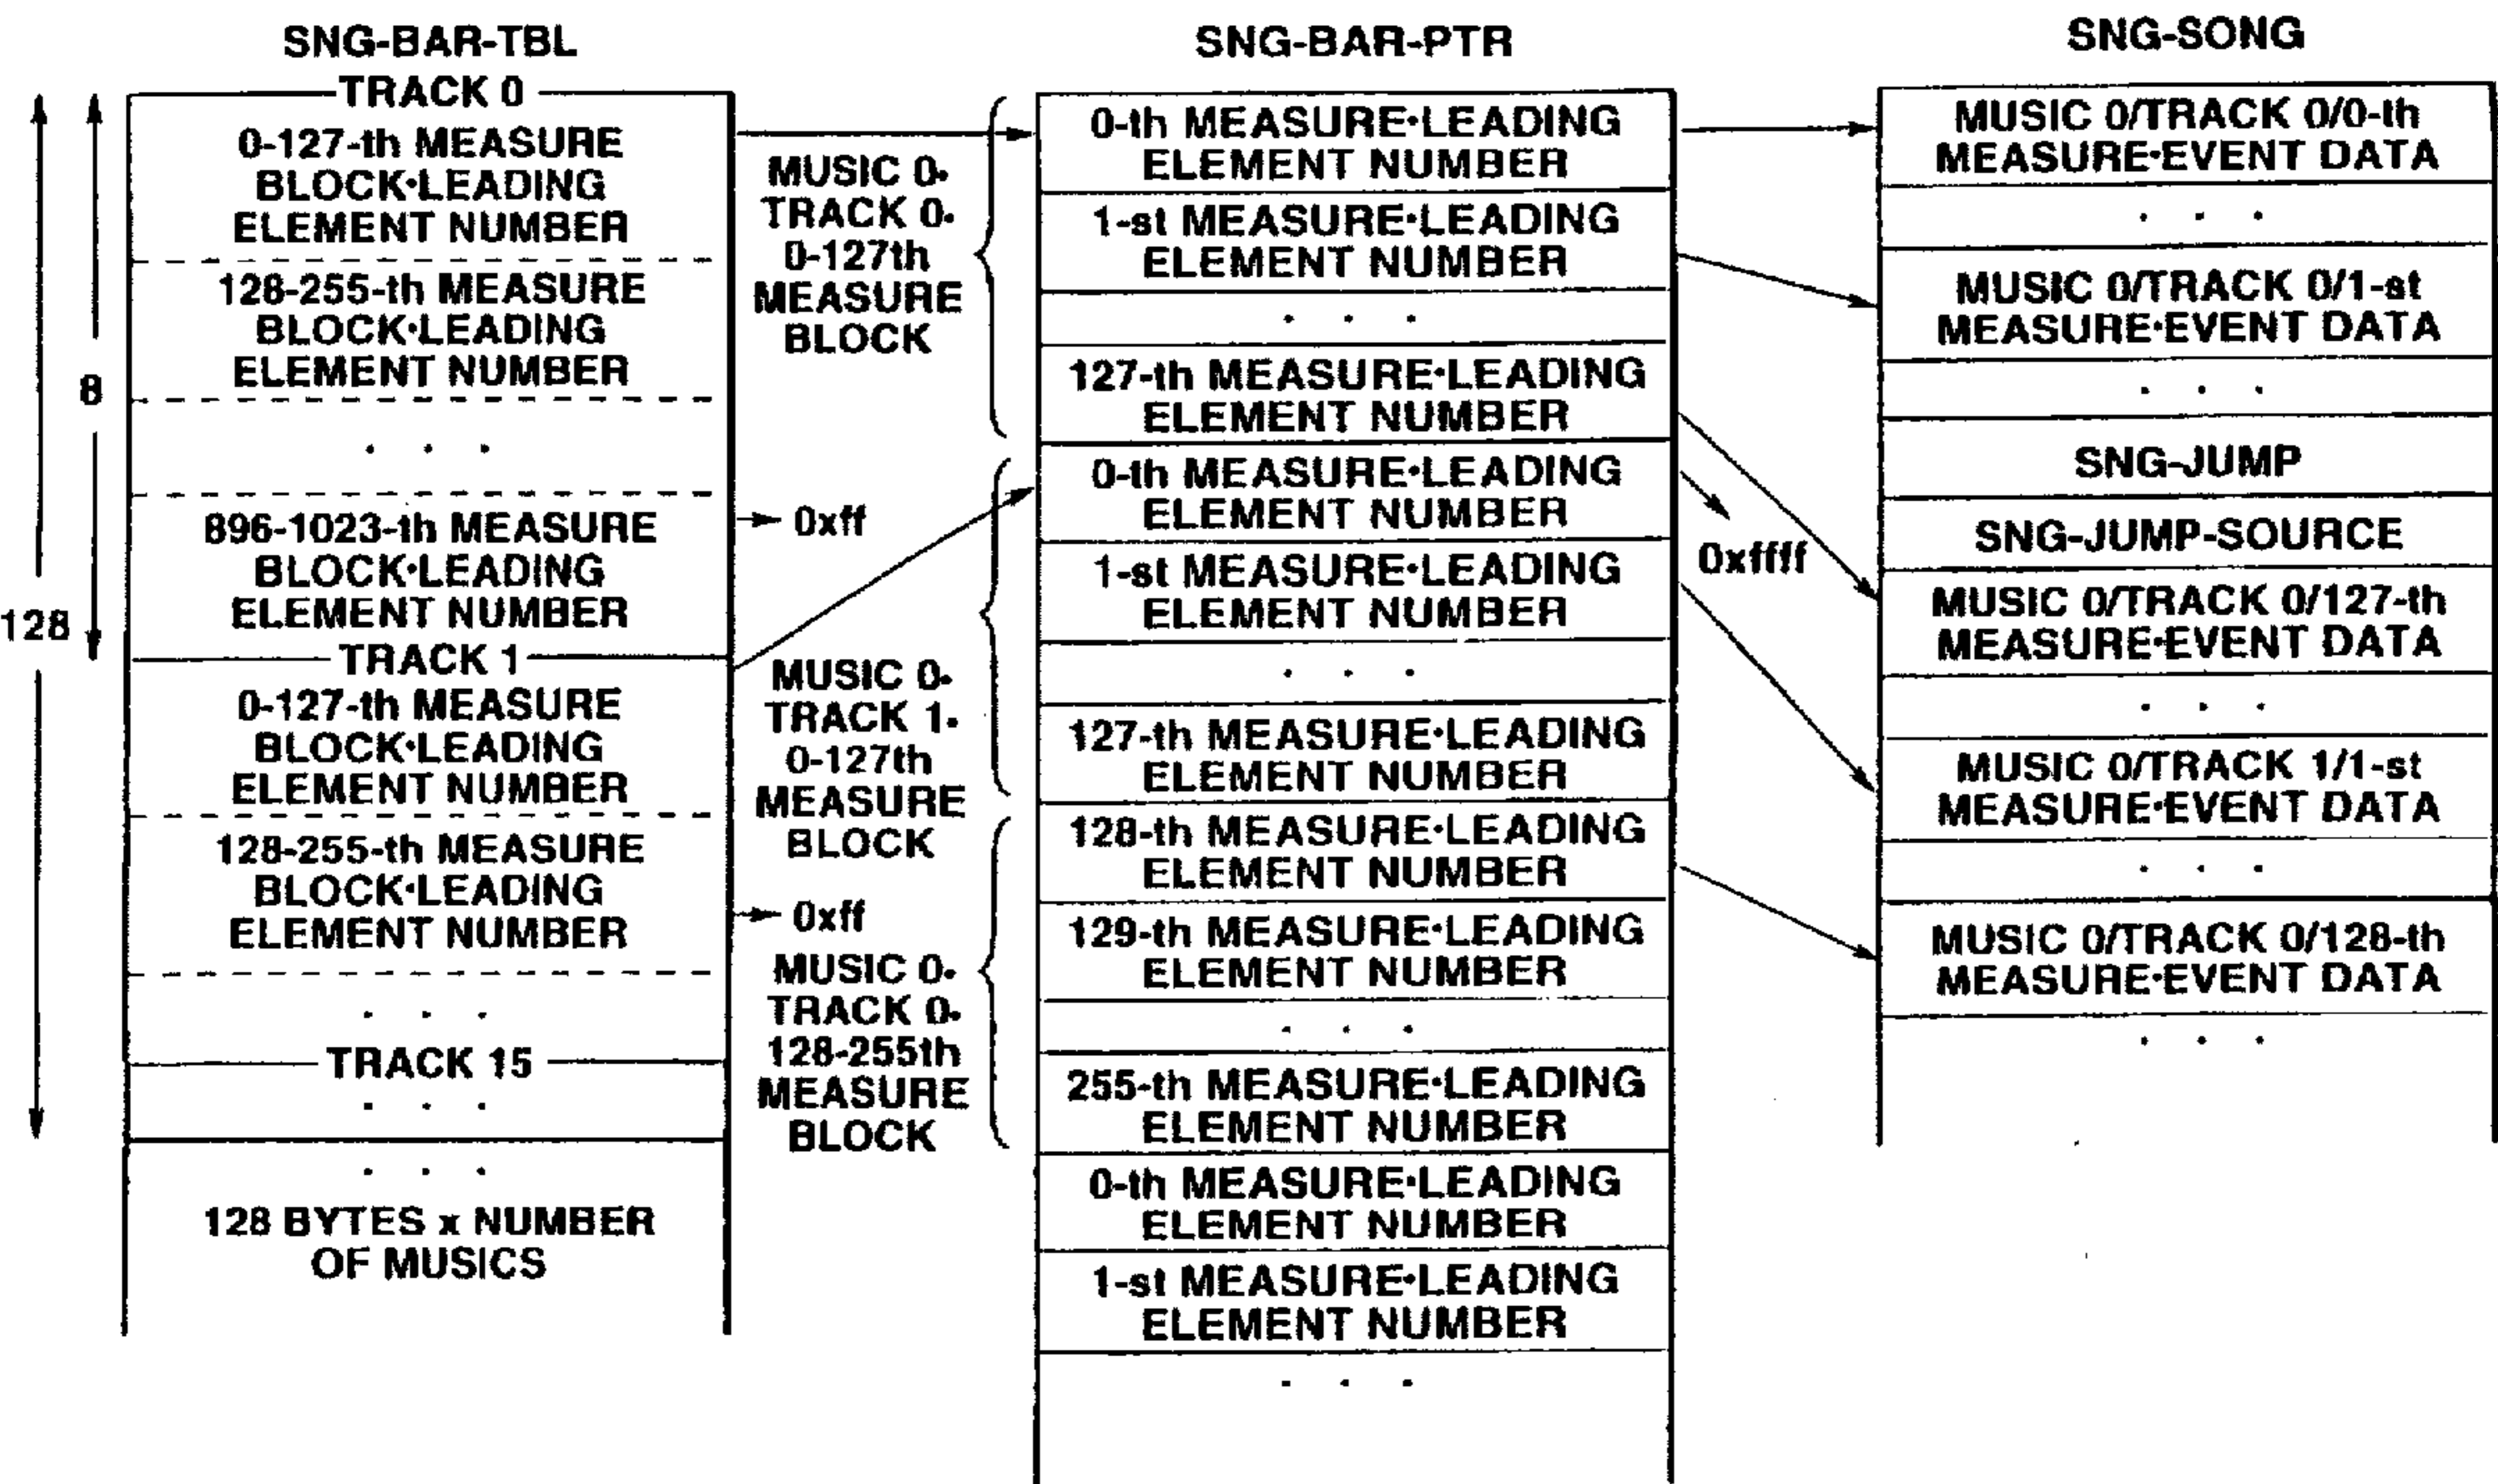 SNG-BAR-TBL
TRACK 0
0-127-th MEASURE
BLOCK·LEADING
ELEMENT NUMBER
128-255-th MEASURE
BLOCK·LEADING
ELEMENT NUMBER
. . .
896-1023-th MEASURE
BLOCK·LEADING
ELEMENT NUMBER
TRACK 1
0-127-th MEASURE
BLOCK·LEADING
ELEMENT NUMBER
128-255-th MEASURE
BLOCK·LEADING
ELEMENT NUMBER
. . .
TRACK 15
. . .
. . .
128 BYTES x NUMBER
OF MUSICS
8
128
0xff
0xff
MUSIC 0·
TRACK 0·
0-127th
MEASURE
BLOCK
MUSIC 0·
TRACK 1·
0-127th
MEASURE
BLOCK
MUSIC 0·
TRACK 0·
128-255th
MEASURE
BLOCK
SNG-BAR-PTR
0-th MEASURE·LEADING
ELEMENT NUMBER
1-st MEASURE·LEADING
ELEMENT NUMBER
. . .
127-th MEASURE·LEADING
ELEMENT NUMBER
0-th MEASURE·LEADING
ELEMENT NUMBER
1-st MEASURE·LEADING
ELEMENT NUMBER
. . .
127-th MEASURE·LEADING
ELEMENT NUMBER
128-th MEASURE·LEADING
ELEMENT NUMBER
129-th MEASURE·LEADING
ELEMENT NUMBER
. . .
255-th MEASURE·LEADING
ELEMENT NUMBER
0-th MEASURE·LEADING
ELEMENT NUMBER
1-st MEASURE·LEADING
ELEMENT NUMBER
. . .
0xffff
SNG-SONG
MUSIC 0/TRACK 0/0-th
MEASURE·EVENT DATA
. . .
MUSIC 0/TRACK 0/1-st
MEASURE·EVENT DATA
. . .
SNG-JUMP
SNG-JUMP-SOURCE
MUSIC 0/TRACK 0/127-th
MEASURE·EVENT DATA
. . .
MUSIC 0/TRACK 1/1-st
MEASURE·EVENT DATA
. . .
MUSIC 0/TRACK 0/128-th
MEASURE·EVENT DATA
. . .